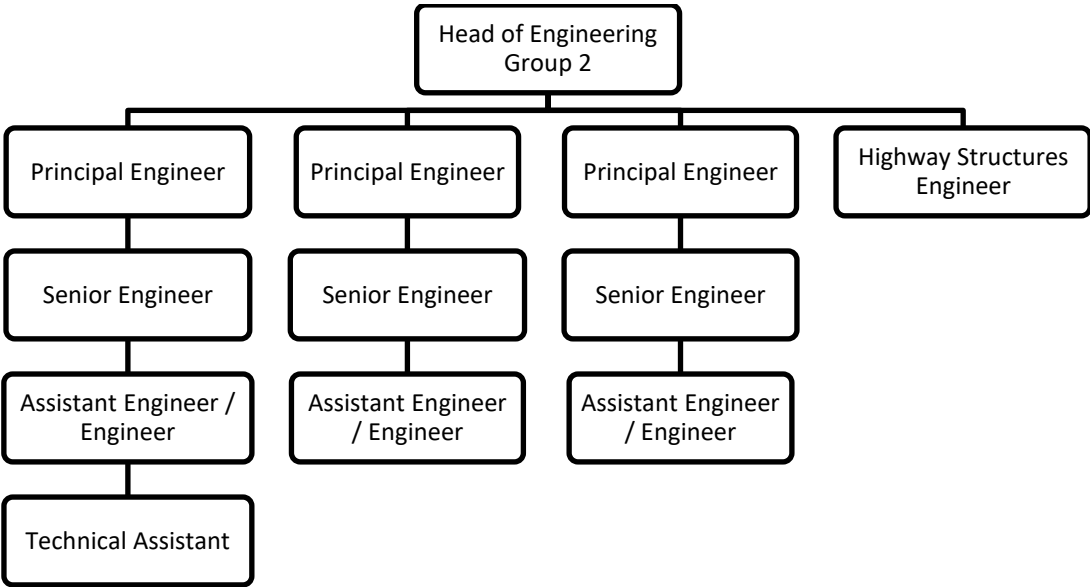 Head of Engineering
Group 2
Principal Engineer
Principal Engineer
Principal Engineer
Highway Structures
Engineer
Senior Engineer
Senior Engineer
Senior Engineer
Assistant Engineer /
Engineer
Assistant Engineer
/ Engineer
Assistant Engineer
/ Engineer
Technical Assistant